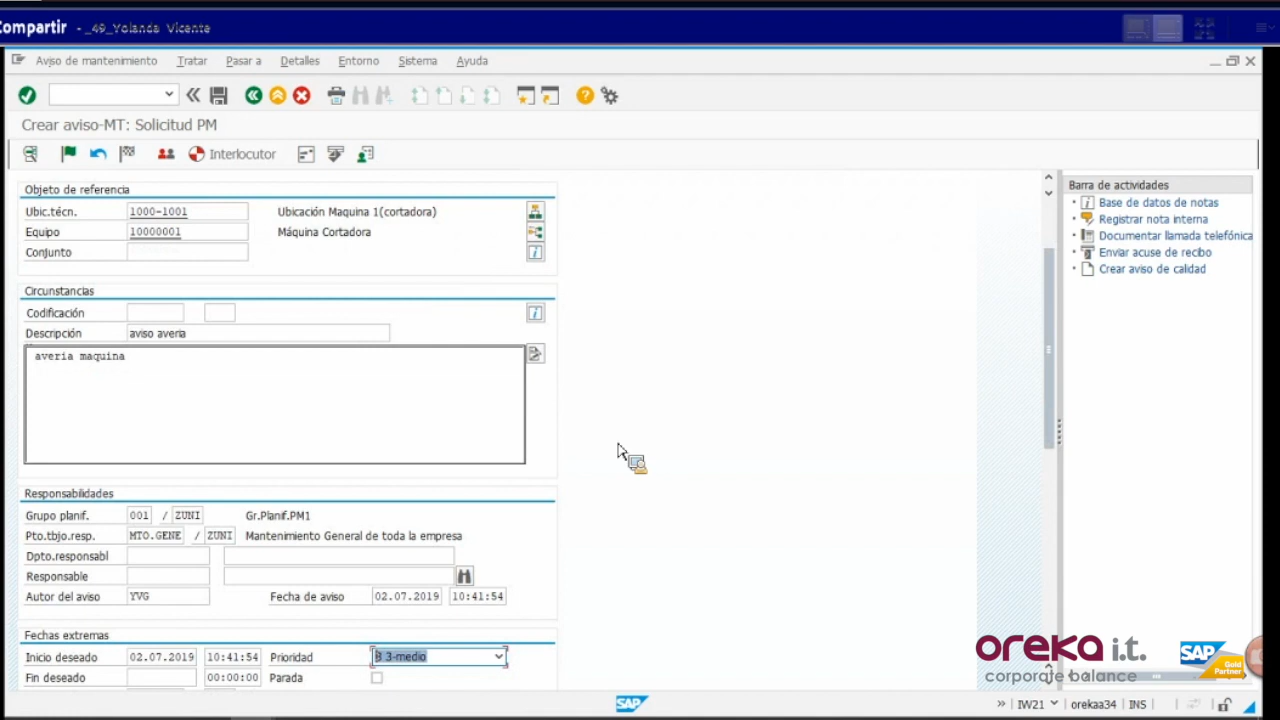 Compartir - _49_Yolanda Vicente
Aviso de mantenimiento Tratar Pasar a Detalles Entorno Sistema Ayuda
Crear aviso-MT: Solicitud PM
Interlocutor
Objeto de referencia
Ubic.técn. 1000-1001 Ubicación Maquina 1(cortadora)
Equipo 10000001 Máquina Cortadora
Conjunto
Circunstancias
Codificación
Descripción aviso averia
averia maquina
Responsabilidades
Grupo planif. 001 / ZUNI Gr.Planif.PM1
Pto.tbjo.resp. MTO.GENE / ZUNI Mantenimiento General de toda la empresa
Dpto.responsabl
Responsable
Autor del aviso YVG Fecha de aviso 02.07.2019 10:41:54
Fechas extremas
Inicio deseado 02.07.2019 10:41:54 Prioridad 3 3-medio
Fin deseado 00:00:00 Parada
Barra de actividades
Base de datos de notas
Registrar nota interna
Documentar llamada telefónica
Enviar acuse de recibo
Crear aviso de calidad
oreka i.t.
corporate balance
SAP Gold Partner
SAP
IW21 orekaa34 INS